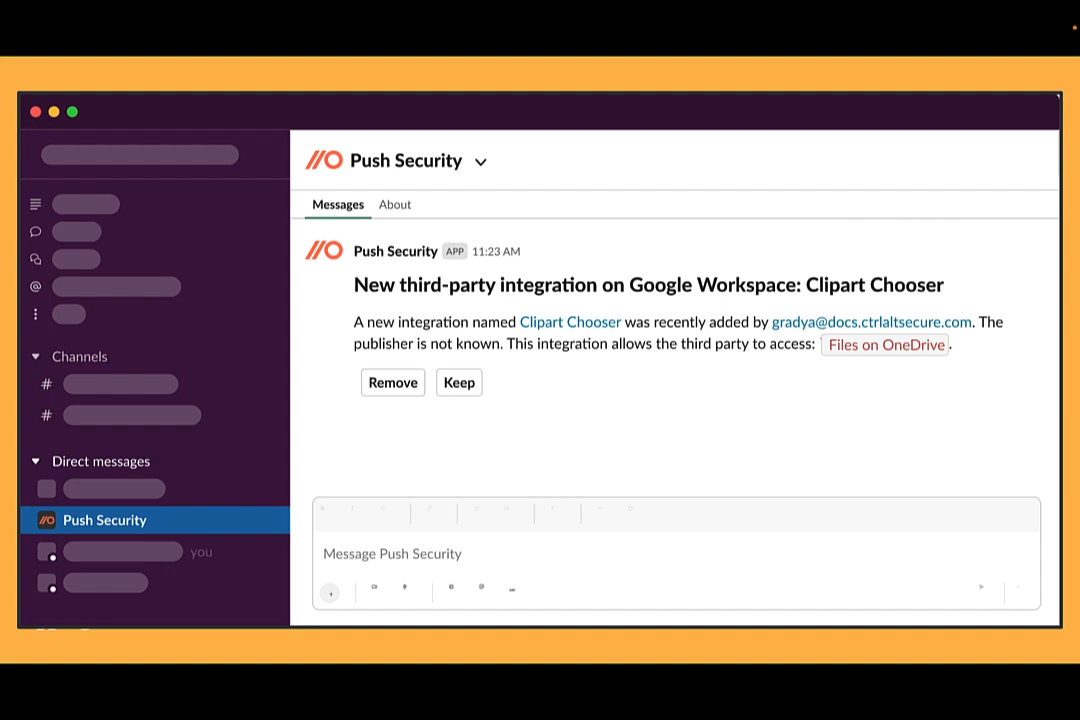 Push Security
Messages About
Push Security APP 11:23 AM
New third-party integration on Google Workspace: Clipart Chooser
A new integration named Clipart Chooser was recently added by gradya@docs.ctrlaltsecure.com. The
publisher is not known. This integration allows the third party to access: Files on OneDrive.
Remove Keep
Channels
Direct messages
Push Security
you
Message Push Security